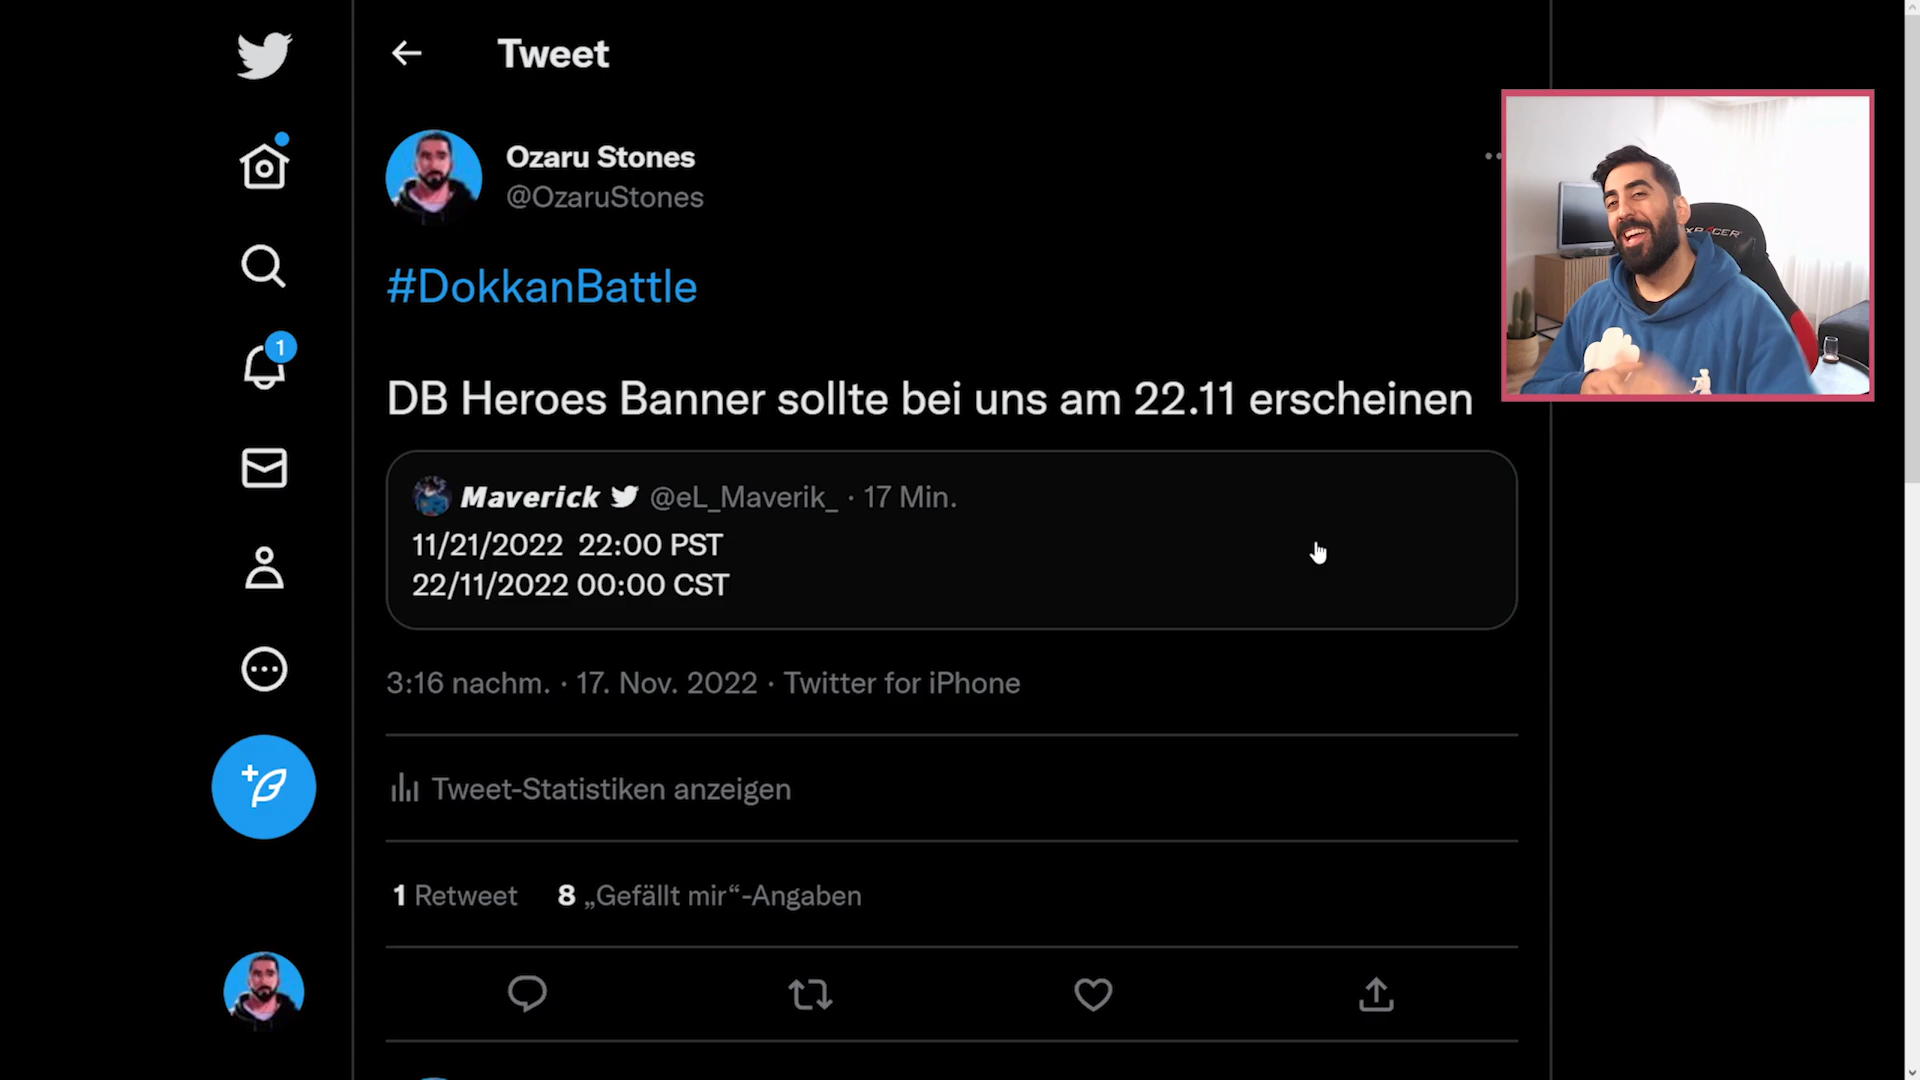 Tweet
Ozaru Stones
@OzaruStones
#DokkanBattle
DB Heroes Banner sollte bei uns am 22.11 erscheinen
1
Maverick @eL_Maverik_ · 17 Min.
11/21/2022 22:00 PST
22/11/2022 00:00 CST
3:16 nachm. · 17. Nov. 2022 · Twitter for iPhone
Tweet-Statistiken anzeigen
1 Retweet 8 „Gefällt mir“-Angaben